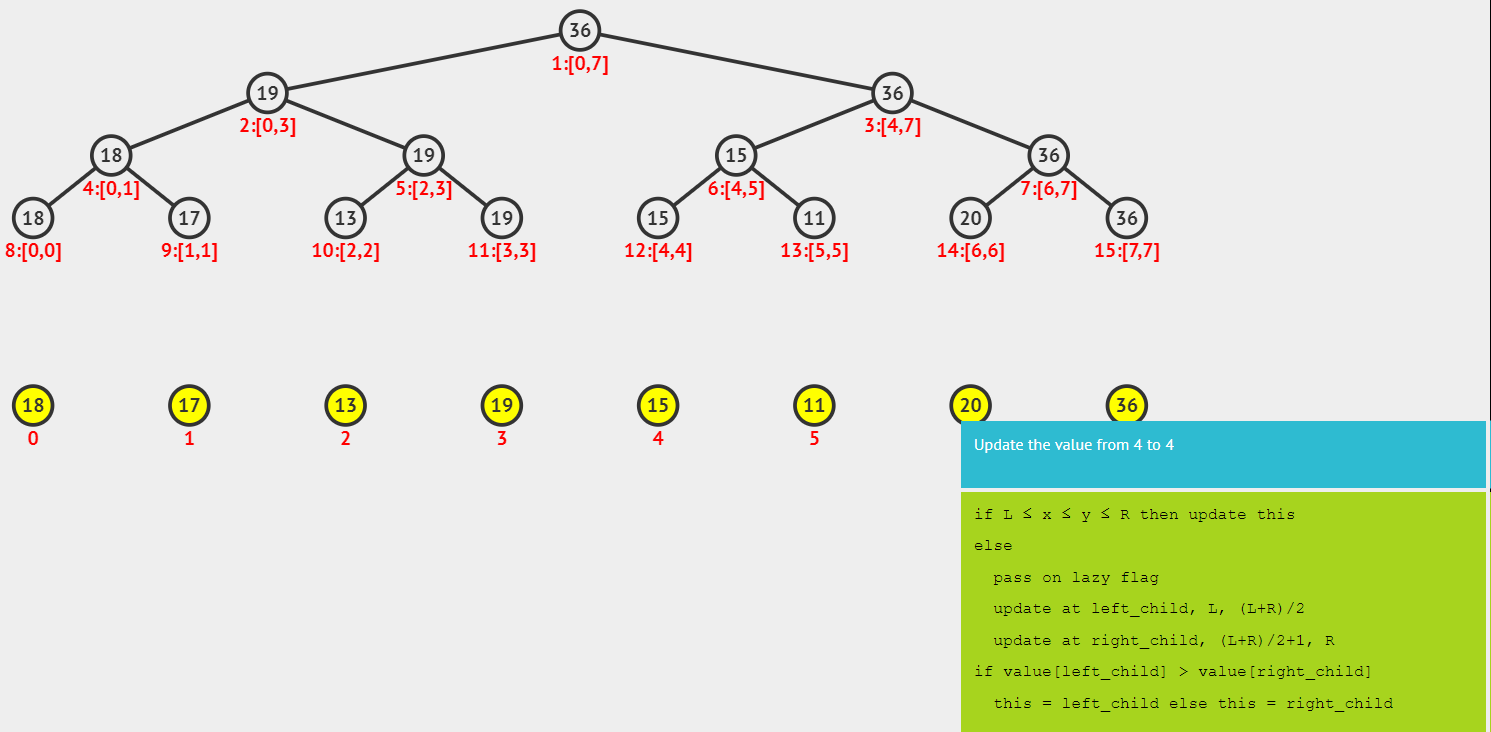 36
1:[0,7]
19 36
2:[0,3] 3:[4,7]
18 19 15 36
4:[0,1] 5:[2,3] 6:[4,5] 7:[6,7]
18 17 13 19 15 11 20 36
8:[0,0] 9:[1,1] 10:[2,2] 11:[3,3] 12:[4,4] 13:[5,5] 14:[6,6] 15:[7,7]
18 17 13 19 15 11 20 36
0 1 2 3 4 5
Update the value from 4 to 4
if L ≤ x ≤ y ≤ R then update this
else
pass on lazy flag
update at left_child, L, (L+R)/2
update at right_child, (L+R)/2+1, R
if value[left_child] > value[right_child]
this = left_child else this = right_child